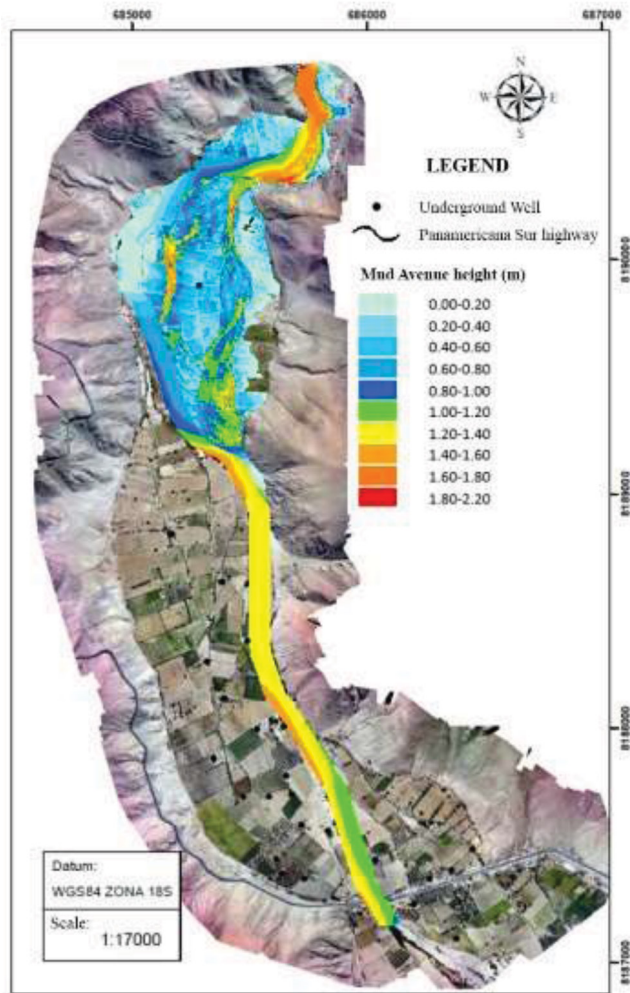 685000
686000
687000
N
W
E
S
LEGEND
Underground Well
Panamericana Sur highway
Mud Avenue height (m)
0.00-0.20
0.20-0.40
0.40-0.60
0.60-0.80
0.80-1.00
1.00-1.20
1.20-1.40
1.40-1.60
1.60-1.80
1.80-2.20
8190000
8189000
8188000
8187000
Datum:
WGS84 ZONA 18S
Scale:
1:17000